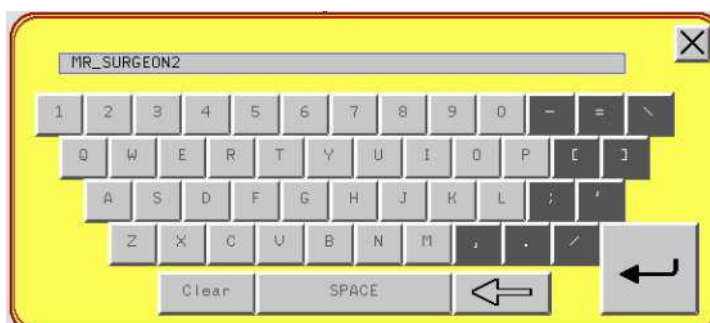 MR_SURGEON2
1 2 3 4 5 6 7 8 9 0 - = \
Q W E R T Y U I O P [ ]
A S D F G H J K L ; '
Z X C V B N M , . /
Clear SPACE